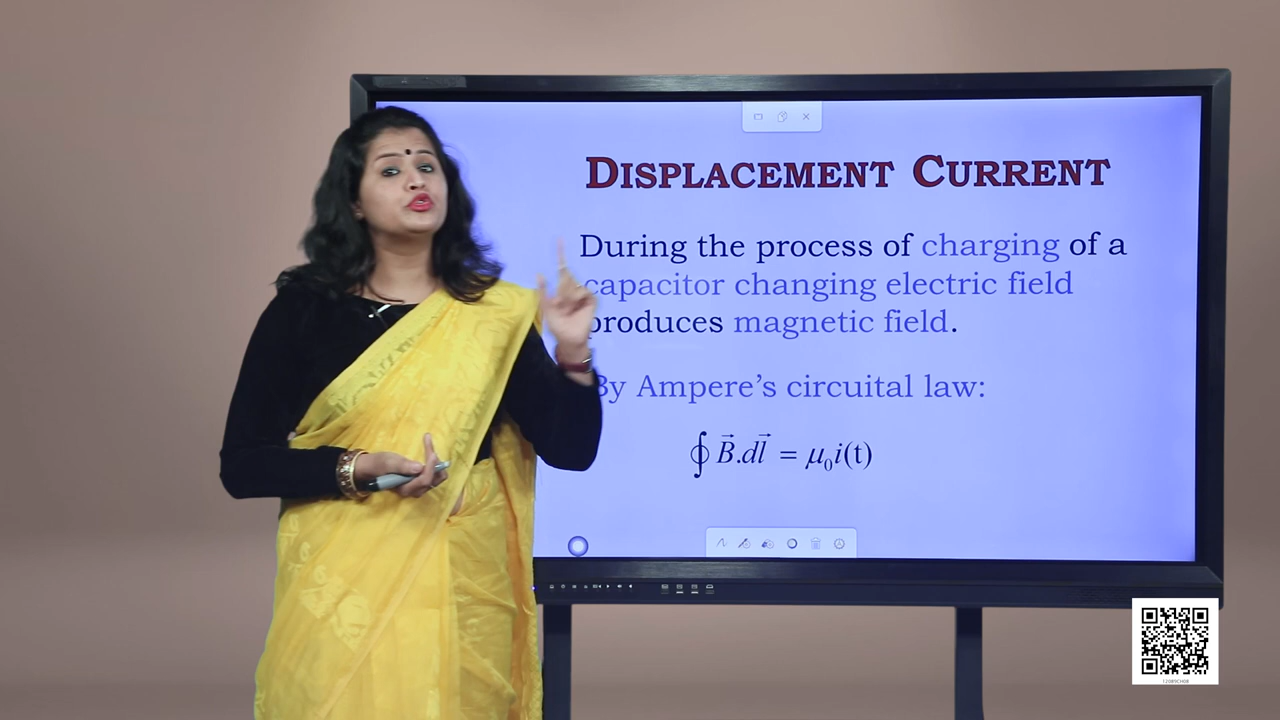 DISPLACEMENT CURRENT
During the process of charging of a
capacitor changing electric field
produces magnetic field.
By Ampere's circuital law:
∮ B⃗.dl⃗ = μ₀i(t)